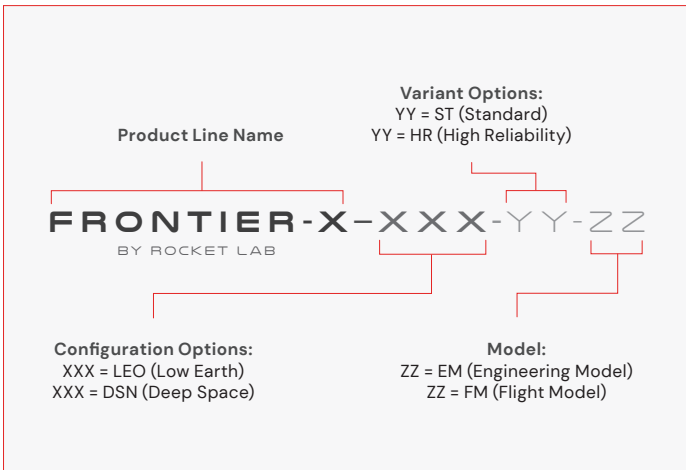 Variant Options:
YY = ST (Standard)
YY = HR (High Reliability)
Product Line Name
FRONTIER-X-XXX-YY-ZZ
BY ROCKET LAB
Configuration Options:
XXX = LEO (Low Earth)
XXX = DSN (Deep Space)
Model:
ZZ = EM (Engineering Model)
ZZ = FM (Flight Model)